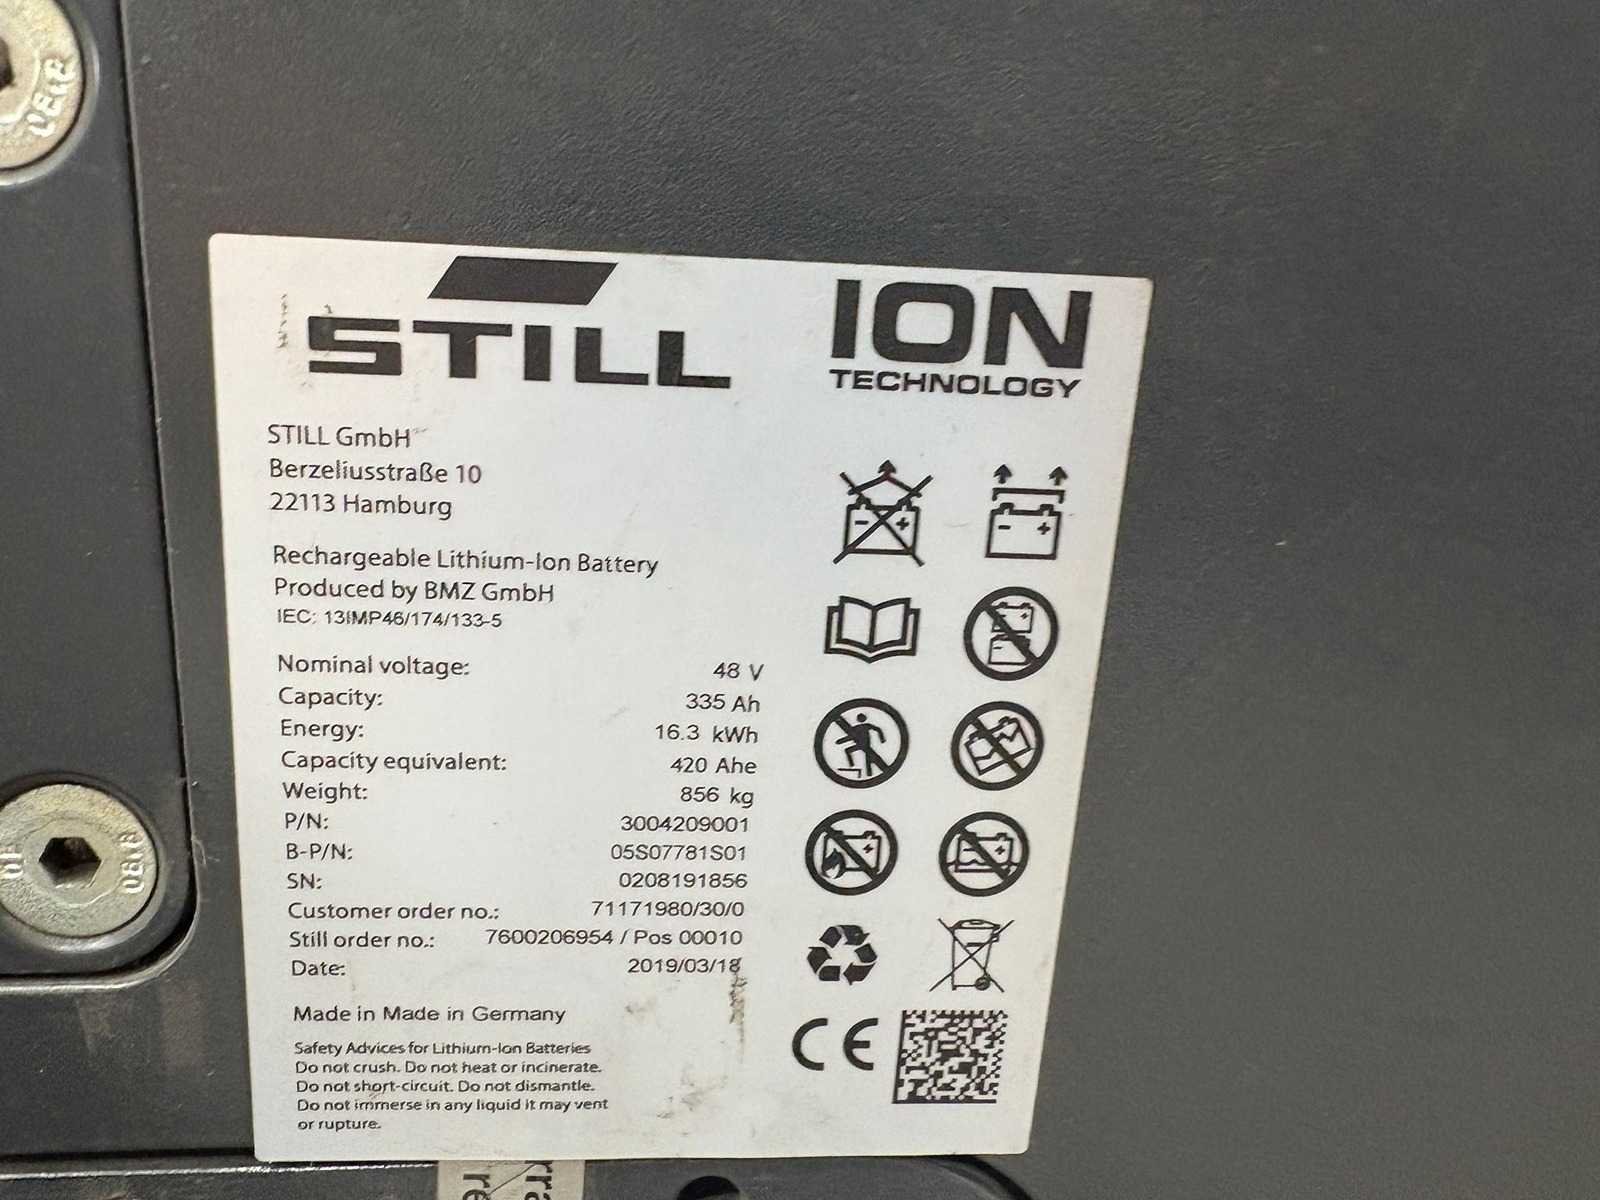 STILL
ION
TECHNOLOGY
STILL GmbH
Berzeliusstraße 10
22113 Hamburg
Rechargeable Lithium-Ion Battery
Produced by BMZ GmbH
IEC: 13IMP46/174/133-5
Nominal voltage: 48 V
Capacity: 335 Ah
Energy: 16.3 kWh
Capacity equivalent: 420 Ahe
Weight: 856 kg
P/N: 3004209001
B-P/N: 05S07781S01
SN: 0208191856
Customer order no.: 71171980/30/0
Still order no.: 7600206954 / Pos 00010
Date: 2019/03/18
Made in Made in Germany
CE
Safety Advices for Lithium-Ion Batteries
Do not crush. Do not heat or incinerate.
Do not short-circuit. Do not dismantle.
Do not immerse in any liquid it may vent
or rupture.